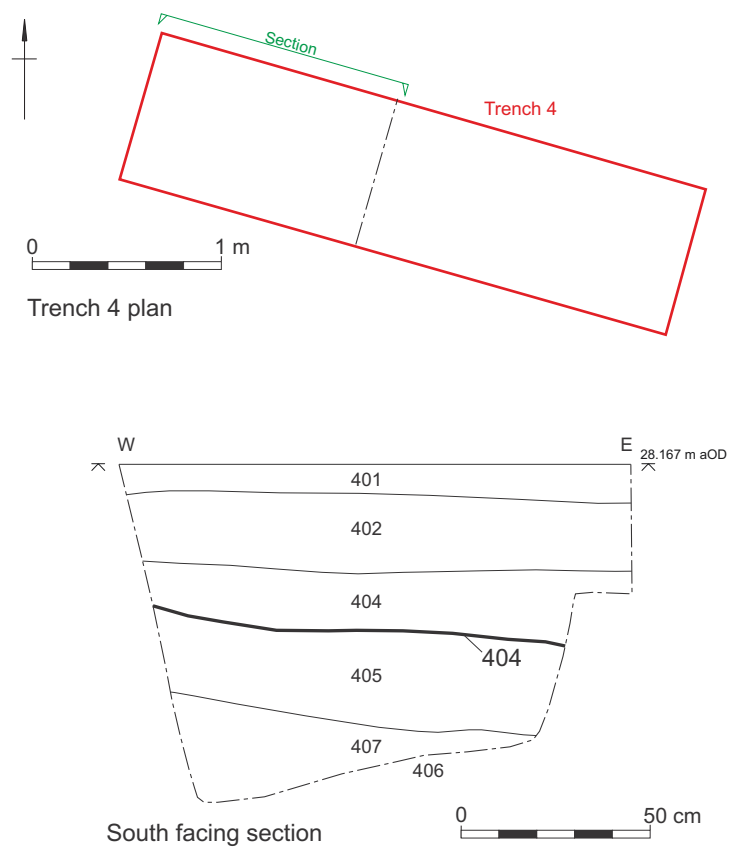 Section
Trench 4
0 1 m
Trench 4 plan
W E 28.167 m aOD
401
402
404
404
405
407
406
South facing section
0 50 cm